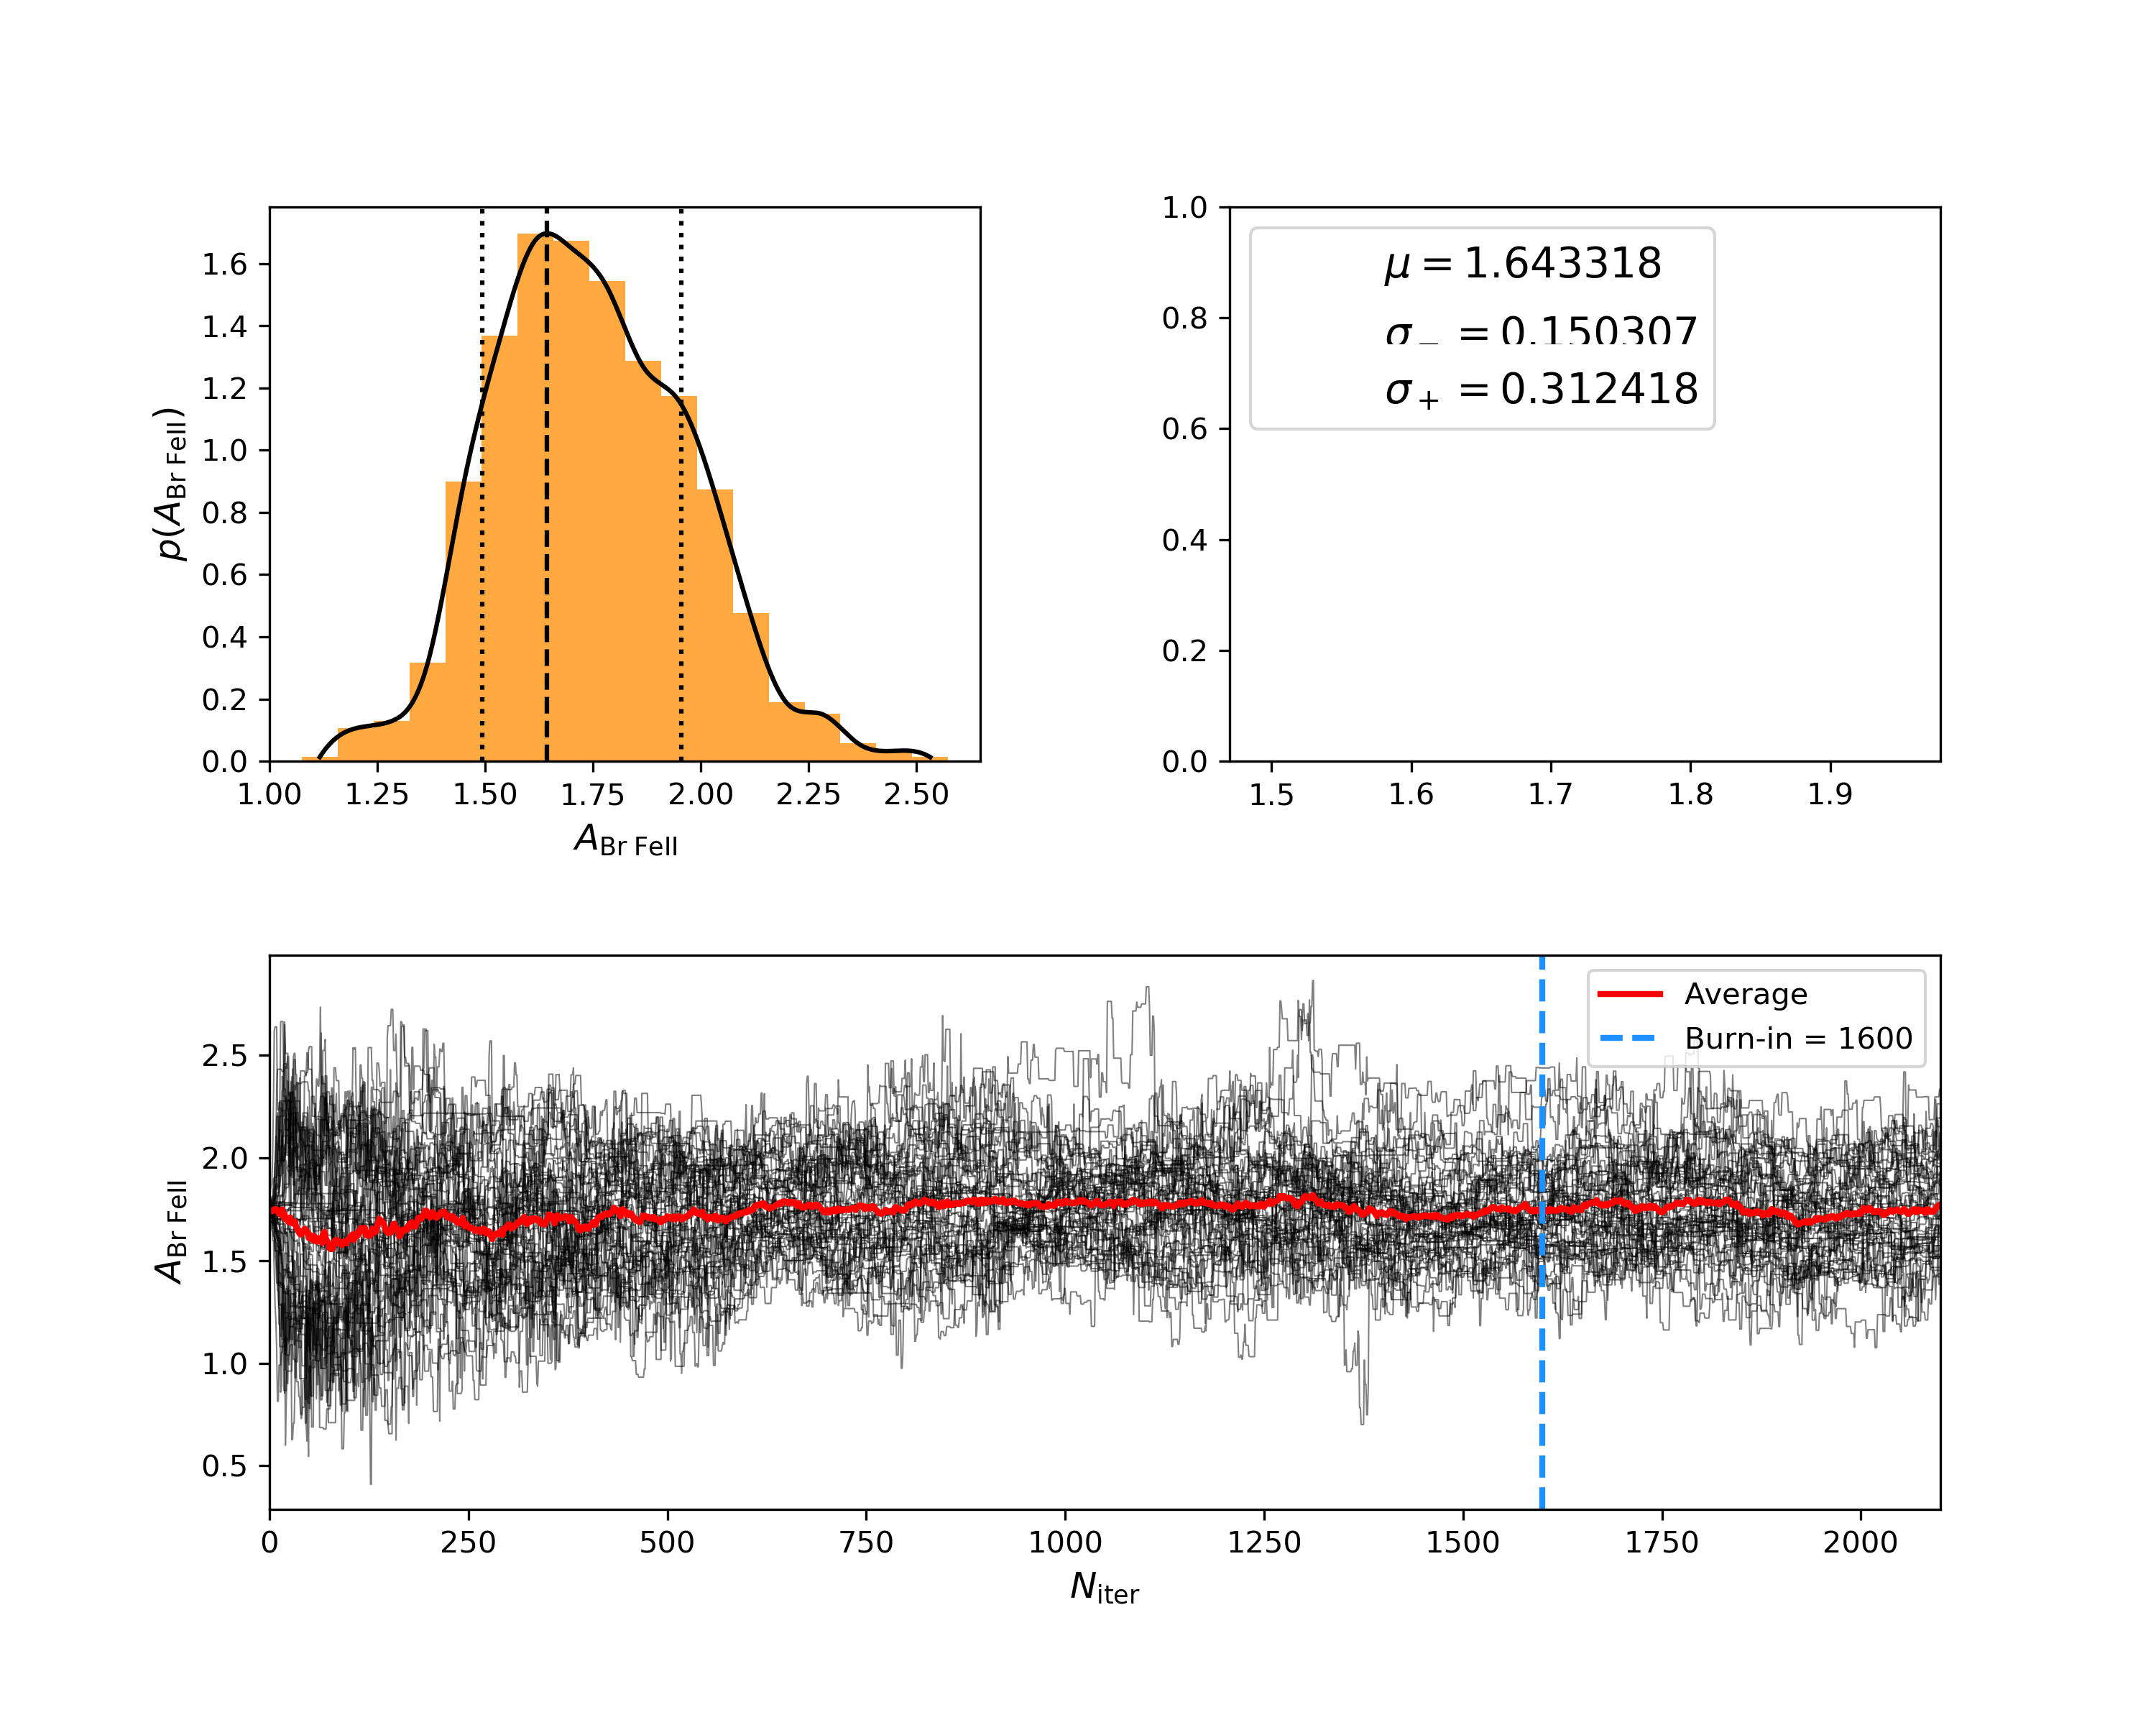 p(A_Br FeII)
1.6
1.4
1.2
1.0
0.8
0.6
0.4
0.2
0.0
1.00 1.25 1.50 1.75 2.00 2.25 2.50
A_Br FeII
μ = 1.643318
σ_− = 0.150307
σ_+ = 0.312418
1.0
0.8
0.6
0.4
0.2
0.0
1.5 1.6 1.7 1.8 1.9
Average
Burn-in = 1600
A_Br FeII
2.5
2.0
1.5
1.0
0.5
0 250 500 750 1000 1250 1500 1750 2000
N_iter